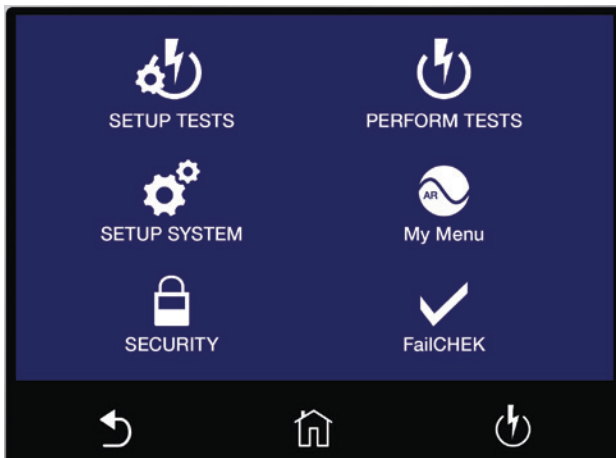 SETUP TESTS
PERFORM TESTS
SETUP SYSTEM
AR
My Menu
SECURITY
FailCHEK